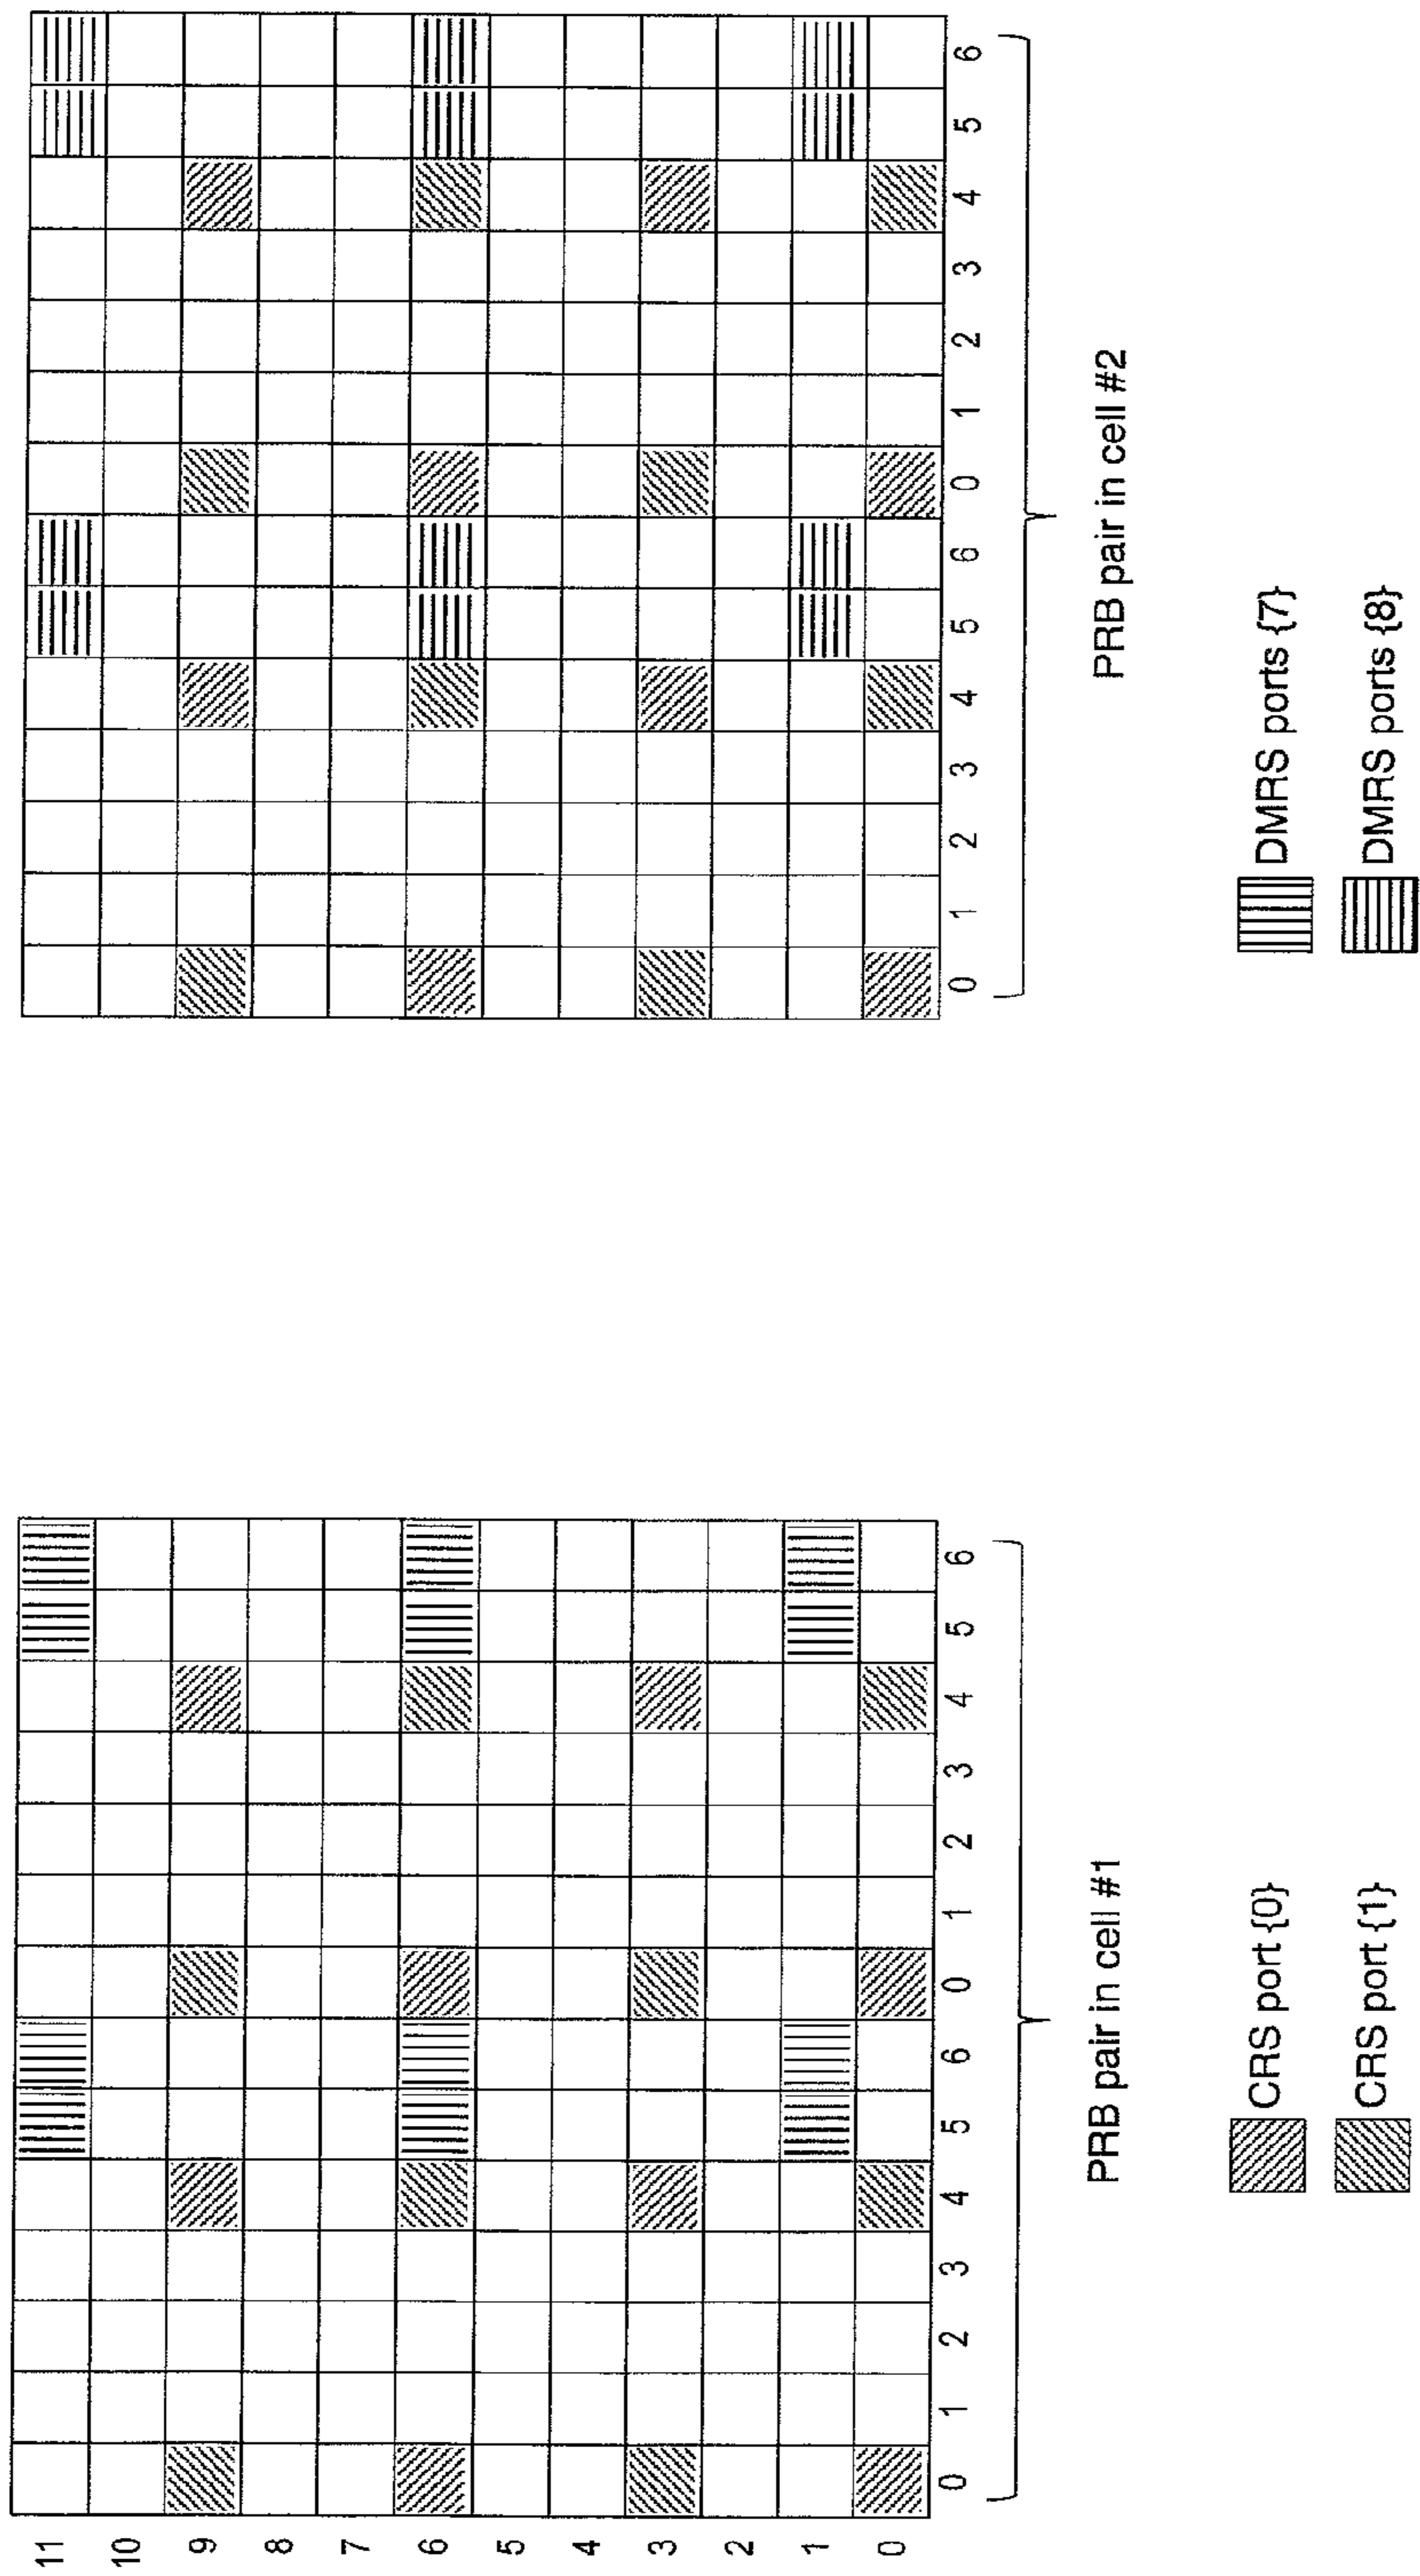 11
10
9
8
7
6
5
4
3
2
1
0
0 1 2 3 4 5 6 0 1 2 3 4 5 6
0 1 2 3 4 5 6 0 1 2 3 4 5 6
PRB pair in cell #1
PRB pair in cell #2
CRS port {0}
DMRS ports {7}
CRS port {1}
DMRS ports {8}